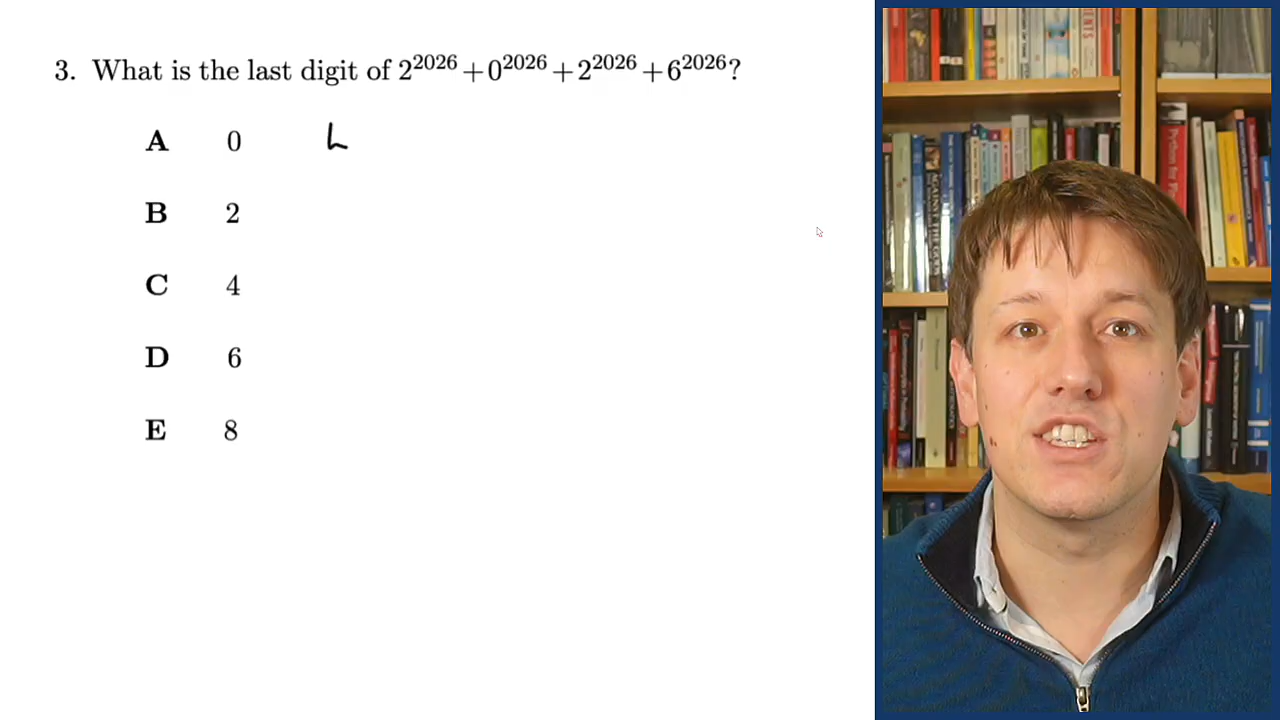 3. What is the last digit of 2^2026 + 0^2026 + 2^2026 + 6^2026?
A 0 L
B 2
C 4
D 6
E 8